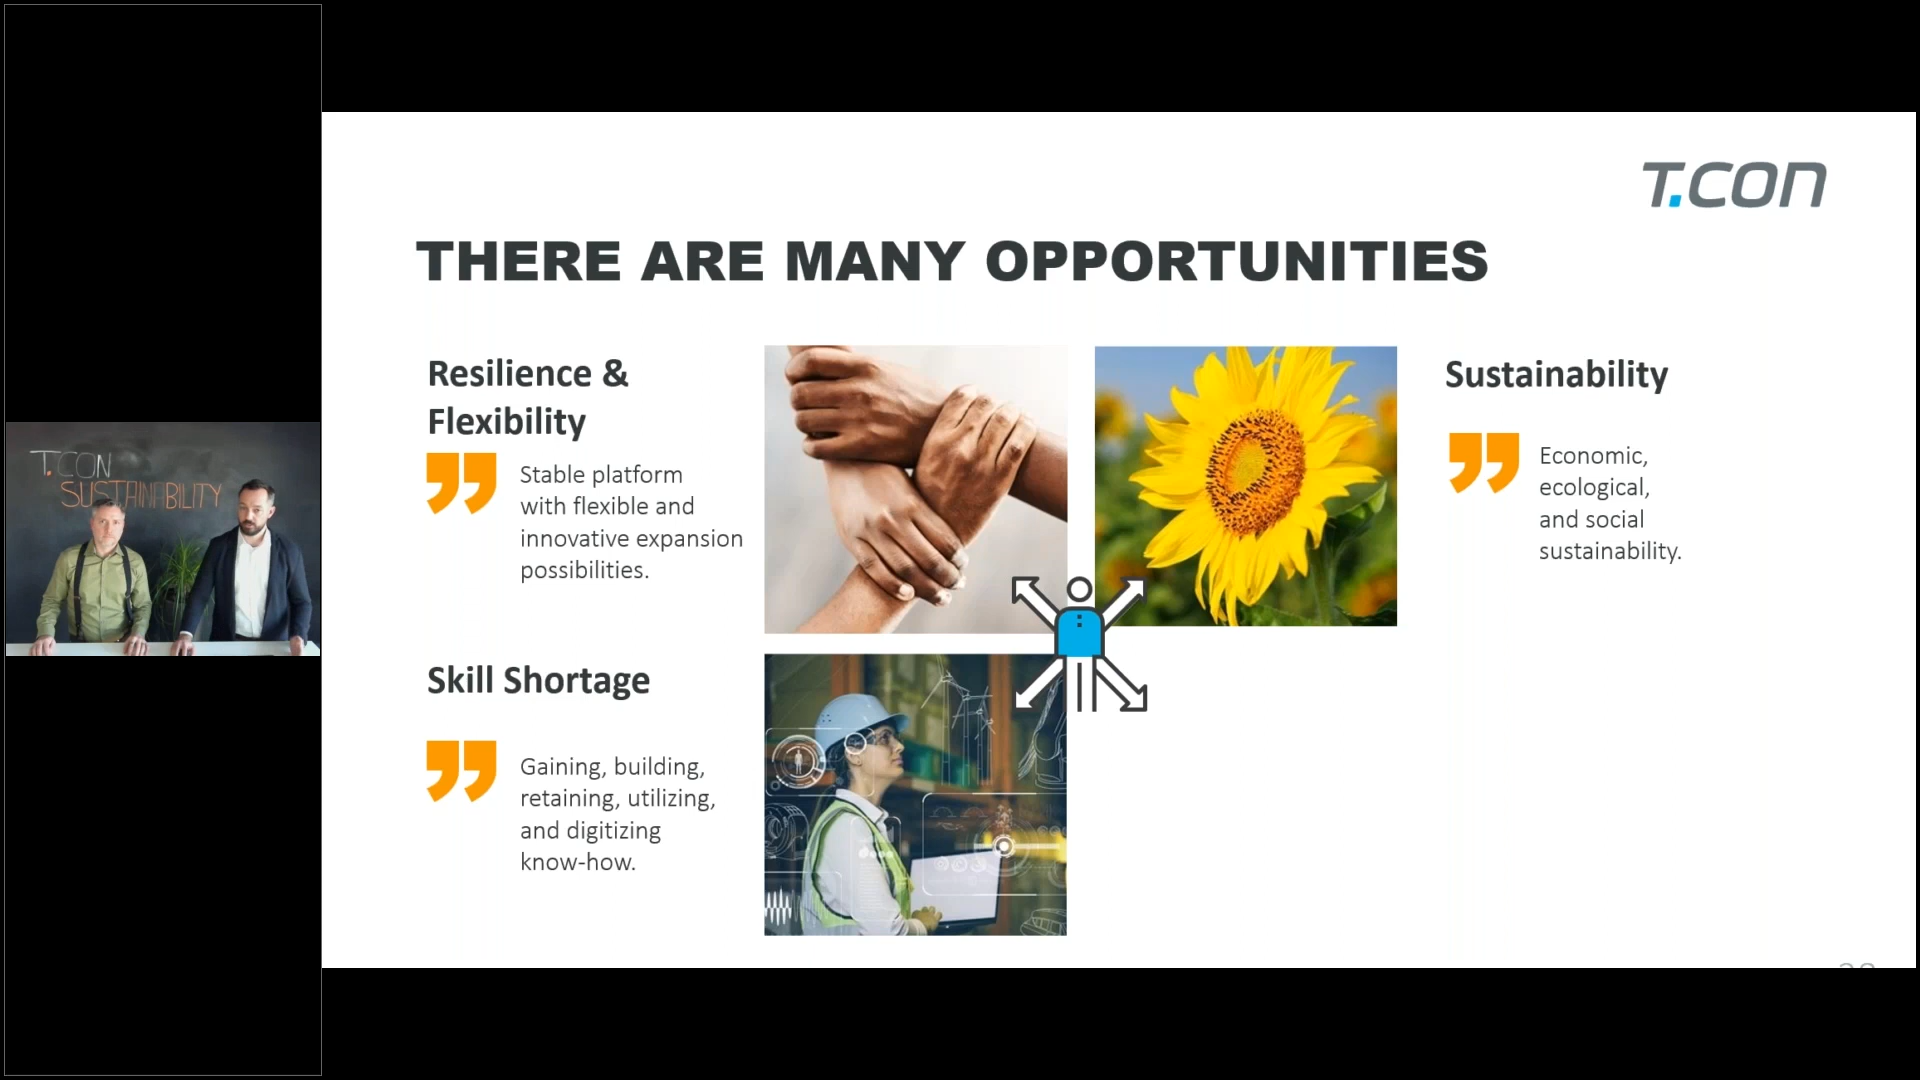 T.CON
SUSTAINABILITY
T.CON
THERE ARE MANY OPPORTUNITIES
Resilience &
Flexibility
Stable platform
with flexible and
innovative expansion
possibilities.
Sustainability
Economic,
ecological,
and social
sustainability.
Skill Shortage
Gaining, building,
retaining, utilizing,
and digitizing
know-how.